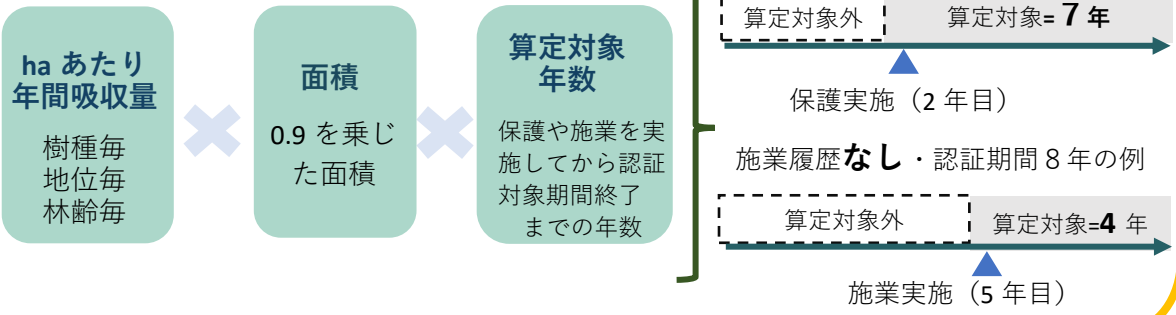 ha あたり
年間吸収量
樹種毎
地位毎
林齢毎
面積
0.9 を乗じ
た面積
算定対象
年数
保護や施業を実
施してから認証
対象期間終了
までの年数
算定対象外
算定対象= 7 年
保護実施（2 年目）
施業履歴なし・認証期間 8 年の例
算定対象外
算定対象=4 年
施業実施（5 年目）